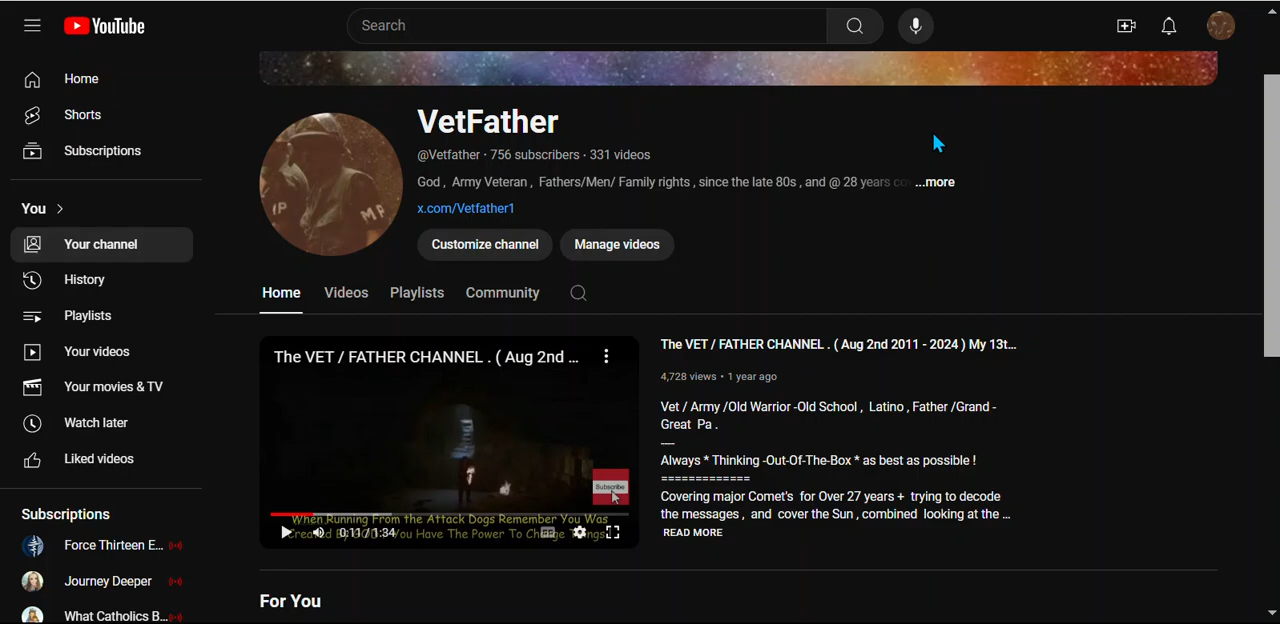 YouTube
Search
Home
Shorts
Subscriptions
You
Your channel
History
Playlists
Your videos
Your movies & TV
Watch later
Liked videos
Subscriptions
Force Thirteen E...
Journey Deeper
What Catholics B...
VetFather
@Vetfather · 756 subscribers · 331 videos
God , Army Veteran , Fathers/Men/ Family rights , since the late 80s , and @ 28 years ...more
x.com/Vetfather1
Customize channel Manage videos
MP
Home Videos Playlists Community
The VET / FATHER CHANNEL . ( Aug 2nd ...
Subscribe
When Running From the Attack Dogs Remember You Was
Created By You Have The Power To Change Things
0:11 / 1:34
The VET / FATHER CHANNEL . ( Aug 2nd 2011 - 2024 ) My 13t...
4,728 views • 1 year ago
Vet / Army /Old Warrior -Old School , Latino , Father /Grand -
Great Pa .
---
Always * Thinking -Out-Of-The-Box * as best as possible !
=============
Covering major Comet's for Over 27 years + trying to decode
the messages , and cover the Sun , combined looking at the ...
READ MORE
For You